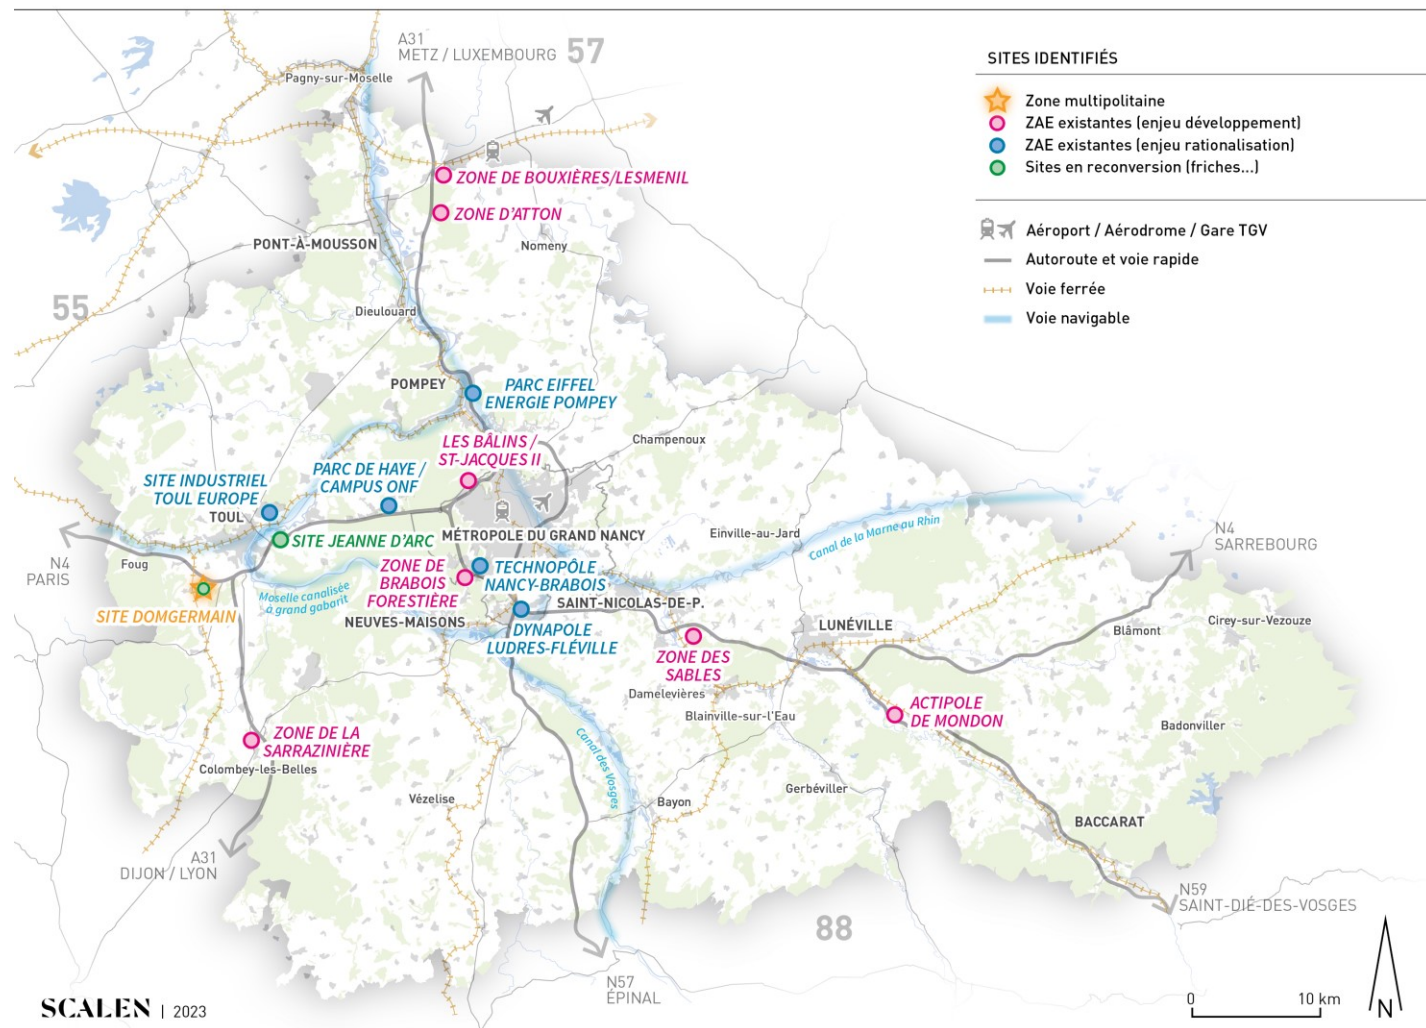 A31
METZ / LUXEMBOURG
57
Pagny-sur-Moselle
SITES IDENTIFIÉS
Zone multipolitaine
ZAE existantes (enjeu développement)
ZAE existantes (enjeu rationalisation)
Sites en reconversion (friches...)
Aéroport / Aérodrome / Gare TGV
Autoroute et voie rapide
Voie ferrée
Voie navigable
ZONE DE BOUXIÈRES/LESMENIL
ZONE D'ATTON
PONT-À-MOUSSON
Nomeny
55
Dieulouard
POMPEY
PARC EIFFEL
ENERGIE POMPEY
LES BÂLINS /
ST-JACQUES II
Champenoux
SITE INDUSTRIEL
TOUL EUROPE
PARC DE HAYE /
CAMPUS ONF
TOUL
SITE JEANNE D'ARC
MÉTROPOLE DU GRAND NANCY
Einville-au-Jard
Canal de la Marne au Rhin
N4
SARREBOURG
N4
PARIS
Foug
SITE DOMGERMAIN
Moselle canalisée
à grand gabarit
ZONE DE
BRABOIS
FORESTIÈRE
TECHNOPÔLE
NANCY-BRABOIS
NEUVES-MAISONS
SAINT-NICOLAS-DE-P.
DYNAPOLE
LUDRES-FLÉVILLE
LUNÉVILLE
Blâmont
Cirey-sur-Vezouze
ZONE DES
SABLES
Damelevières
Blainville-sur-l'Eau
ACTIPOLE
DE MONDON
Badonviller
ZONE DE LA
SARRAZINIÈRE
Colombey-les-Belles
Canal des Vosges
Vézelise
Bayon
Gerbéviller
BACCARAT
A31
DIJON / LYON
N59
SAINT-DIÉ-DES-VOSGES
88
N57
ÉPINAL
SCALEN | 2023
0
10 km
N